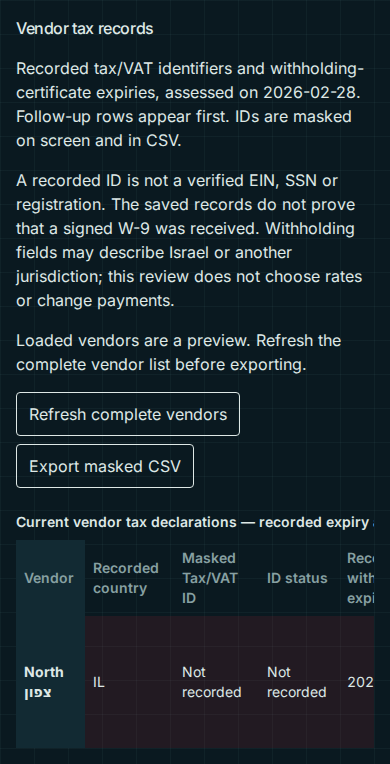 Vendor tax records
Recorded tax/VAT identifiers and withholding-
certificate expiries, assessed on 2026-02-28.
Follow-up rows appear first. IDs are masked
on screen and in CSV.
A recorded ID is not a verified EIN, SSN or
registration. The saved records do not prove
that a signed W-9 was received. Withholding
fields may describe Israel or another
jurisdiction; this review does not choose rates
or change payments.
Loaded vendors are a preview. Refresh the
complete vendor list before exporting.
Refresh complete vendors
Export masked CSV
Current vendor tax declarations — recorded expiry
Vendor
Recorded
country
Masked
Tax/VAT
ID
ID status
North
צפון
IL
Not
recorded
Not
recorded